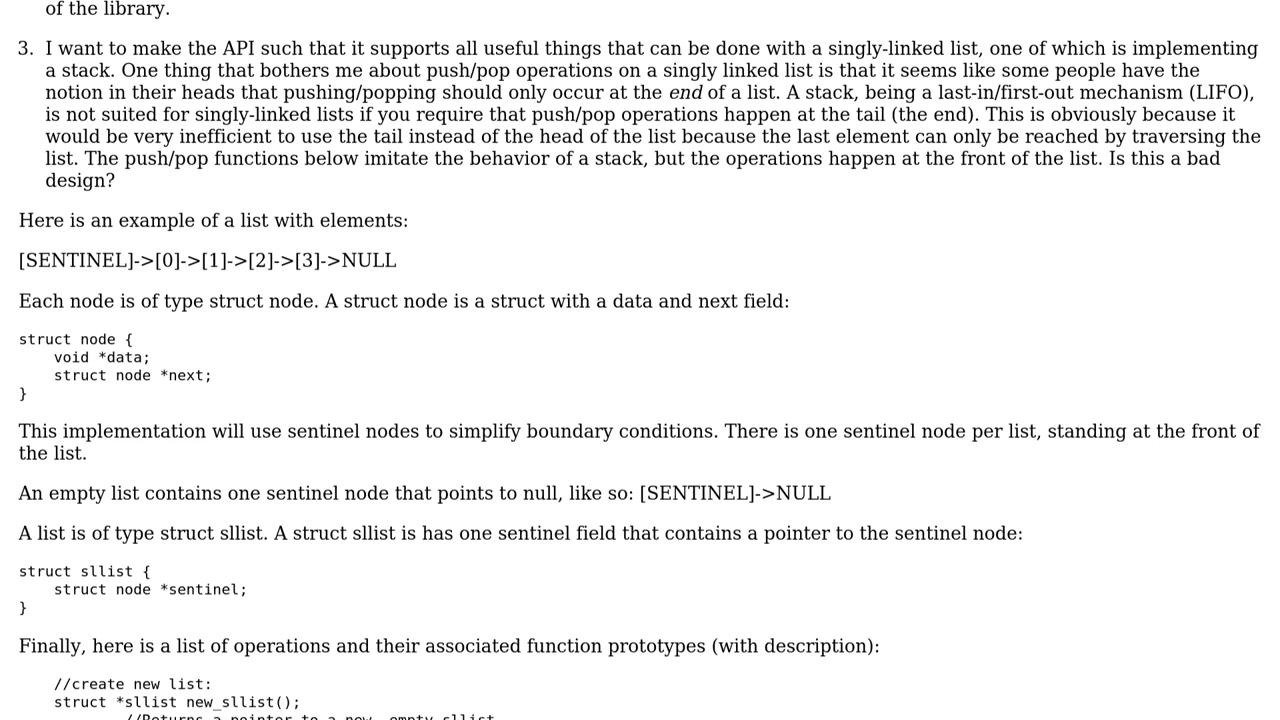 of the library.
3. I want to make the API such that it supports all useful things that can be done with a singly-linked list, one of which is implementing
a stack. One thing that bothers me about push/pop operations on a singly linked list is that it seems like some people have the
notion in their heads that pushing/popping should only occur at the end of a list. A stack, being a last-in/first-out mechanism (LIFO),
is not suited for singly-linked lists if you require that push/pop operations happen at the tail (the end). This is obviously because it
would be very inefficient to use the tail instead of the head of the list because the last element can only be reached by traversing the
list. The push/pop functions below imitate the behavior of a stack, but the operations happen at the front of the list. Is this a bad
design?
Here is an example of a list with elements:
[SENTINEL]->[0]->[1]->[2]->[3]->NULL
Each node is of type struct node. A struct node is a struct with a data and next field:
struct node {
    void *data;
    struct node *next;
}
This implementation will use sentinel nodes to simplify boundary conditions. There is one sentinel node per list, standing at the front of
the list.
An empty list contains one sentinel node that points to null, like so: [SENTINEL]->NULL
A list is of type struct sllist. A struct sllist is has one sentinel field that contains a pointer to the sentinel node:
struct sllist {
    struct node *sentinel;
}
Finally, here is a list of operations and their associated function prototypes (with description):
    //create new list:
    struct *sllist new_sllist();
            //Returns a pointer to a new, empty sllist